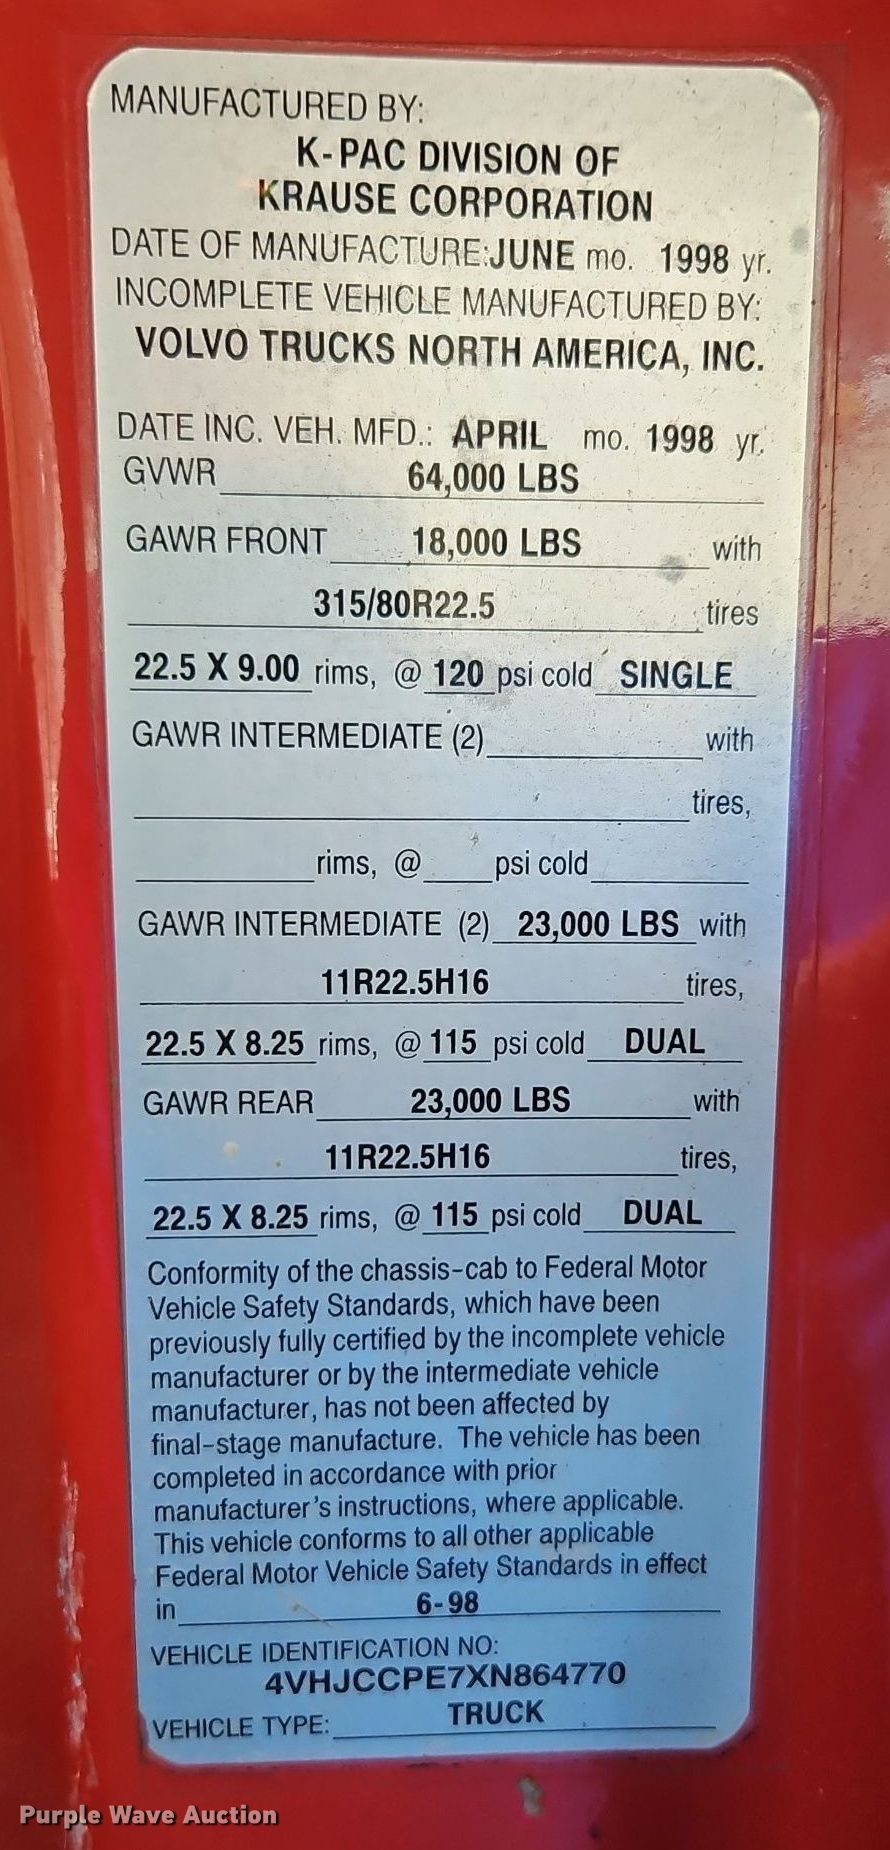 MANUFACTURED BY:
K-PAC DIVISION OF
KRAUSE CORPORATION
DATE OF MANUFACTURE:JUNE mo. 1998 yr.
INCOMPLETE VEHICLE MANUFACTURED BY:
VOLVO TRUCKS NORTH AMERICA, INC.
DATE INC. VEH. MFD.: APRIL mo. 1998 yr.
GVWR 64,000 LBS
GAWR FRONT 18,000 LBS with
315/80R22.5 tires
22.5 X 9.00 rims, @ 120 psi cold SINGLE
GAWR INTERMEDIATE (2) with
tires,
rims, @ psi cold
GAWR INTERMEDIATE (2) 23,000 LBS with
11R22.5H16 tires,
22.5 X 8.25 rims, @ 115 psi cold DUAL
GAWR REAR 23,000 LBS with
11R22.5H16 tires,
22.5 X 8.25 rims, @ 115 psi cold DUAL
Conformity of the chassis-cab to Federal Motor
Vehicle Safety Standards, which have been
previously fully certified by the incomplete vehicle
manufacturer or by the intermediate vehicle
manufacturer, has not been affected by
final-stage manufacture. The vehicle has been
completed in accordance with prior
manufacturer's instructions, where applicable.
This vehicle conforms to all other applicable
Federal Motor Vehicle Safety Standards in effect
in 6-98
VEHICLE IDENTIFICATION NO:
4VHJCCPE7XN864770
VEHICLE TYPE: TRUCK
Purple Wave Auction